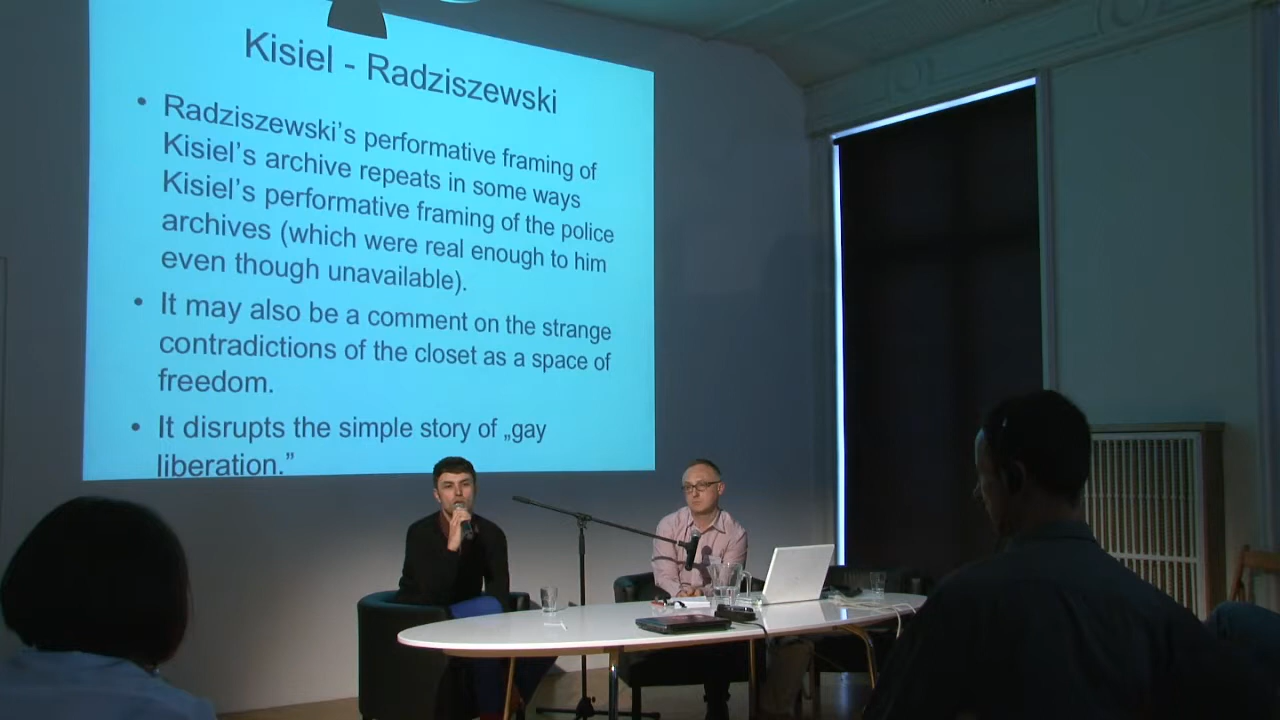 Kisiel - Radziszewski
• Radziszewski's performative framing of
Kisiel's archive repeats in some ways
Kisiel's performative framing of the police
archives (which were real enough to him
even though unavailable).
• It may also be a comment on the strange
contradictions of the closet as a space of
freedom.
• It disrupts the simple story of „gay
liberation.”